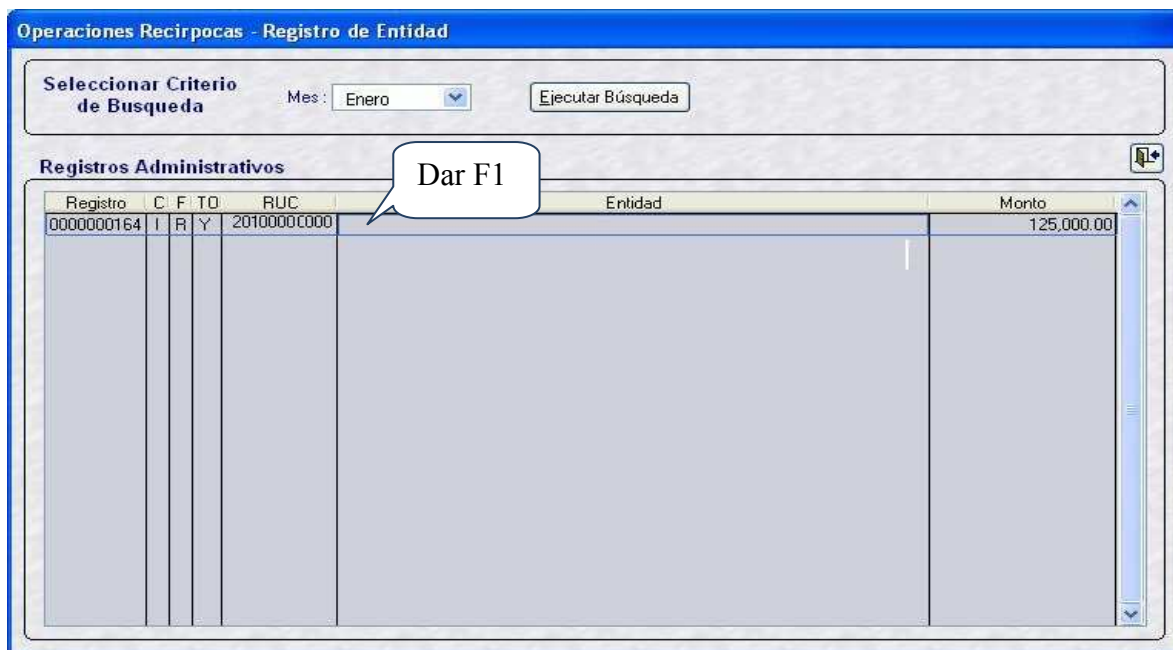 Operaciones Recirpocas - Registro de Entidad
Seleccionar Criterio
de Busqueda
Mes : Enero
Ejecutar Búsqueda
Registros Administrativos
Dar F1
Registro C F TO RUC Entidad Monto
0000000164 I R Y 20100000000 125,000.00